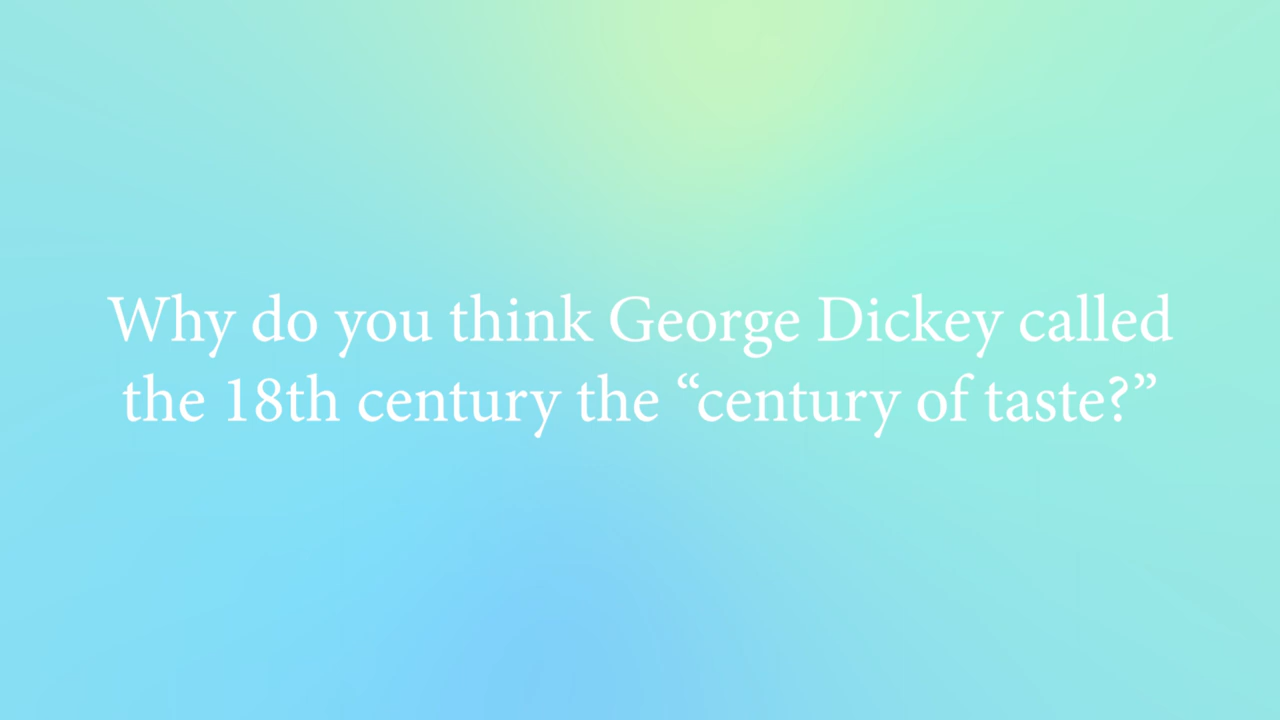 Why do you think George Dickey called
the 18th century the “century of taste?”